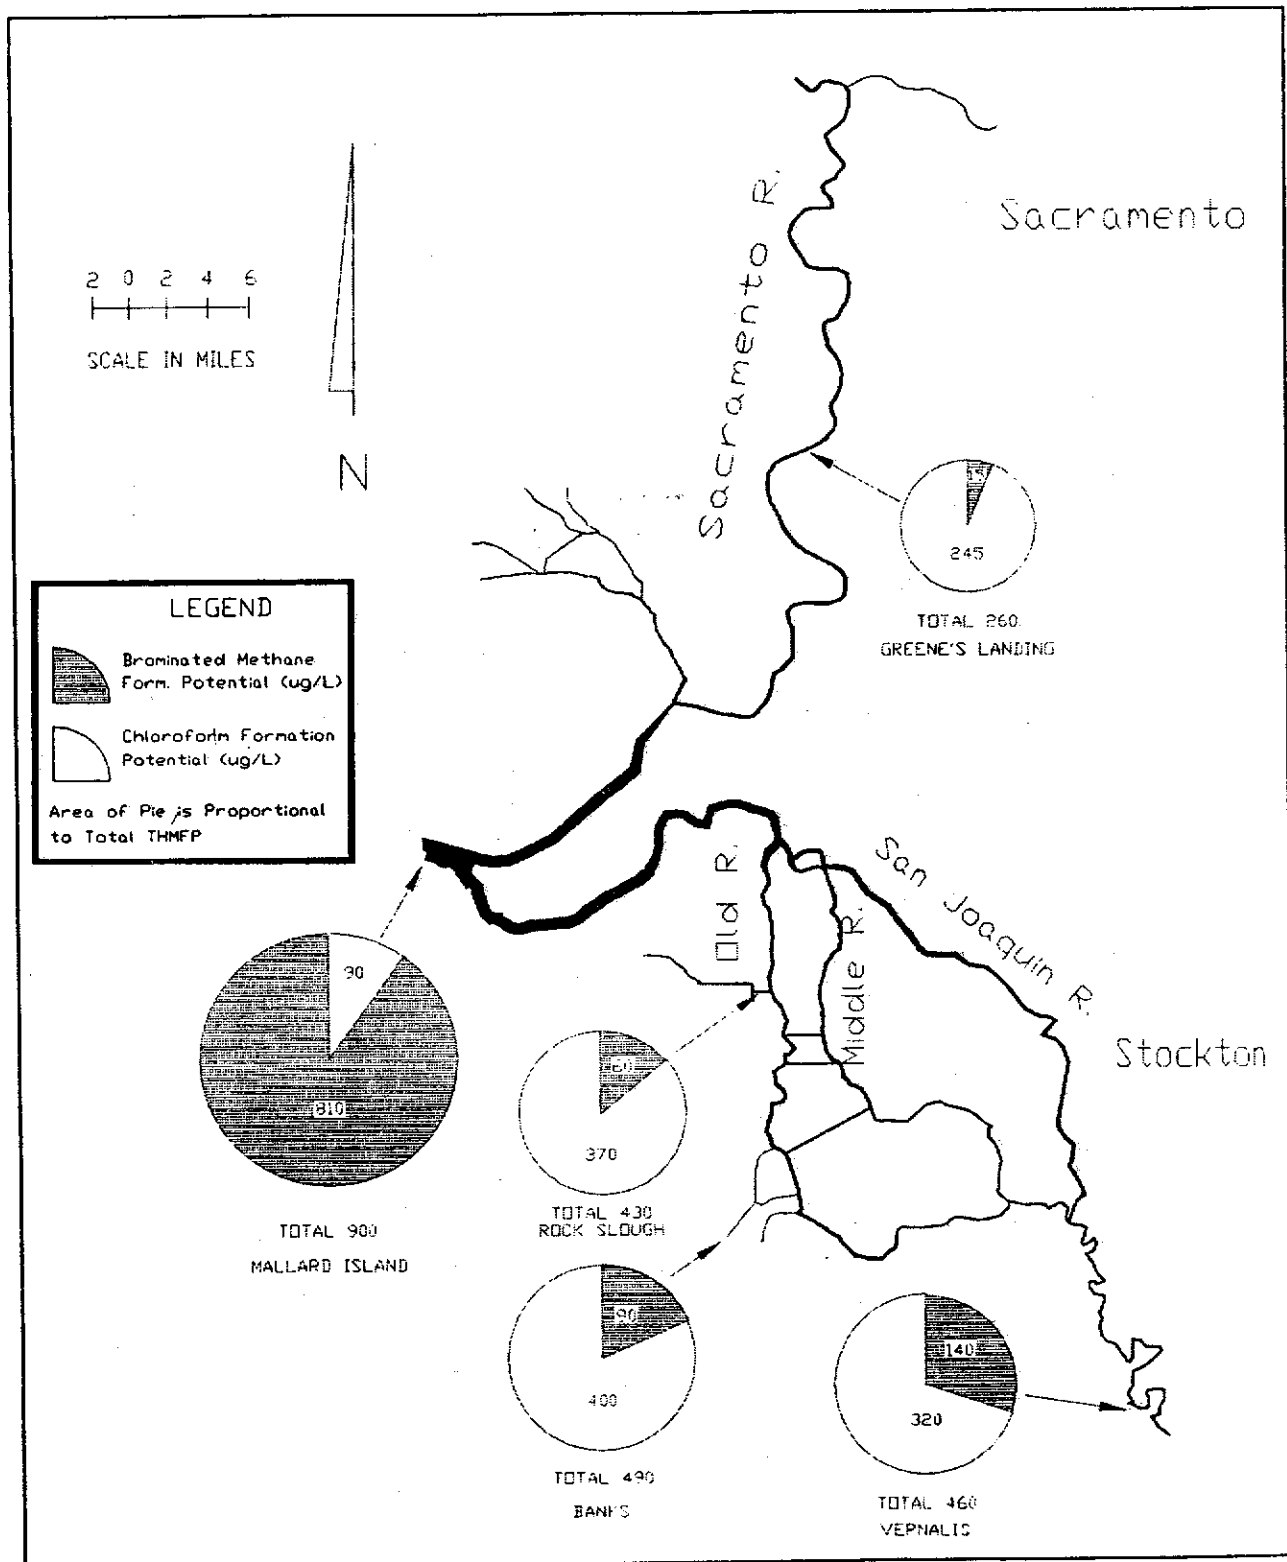 Sacramento R.
Sacramento
2 0 2 4 6
SCALE IN MILES
N
15
245
TOTAL 260
GREENE'S LANDING
LEGEND
Brominated Methane
Form. Potential (ug/L)
Chloroform Formation
Potential (ug/L)
Area of Pie is Proportional
to Total THMFP
San Joaquin R.
Old R.
Middle R.
Stockton
90
810
TOTAL 900
MALLARD ISLAND
60
370
TOTAL 430
ROCK SLOUGH
90
400
TOTAL 490
BANKS
140
320
TOTAL 460
VERNALIS